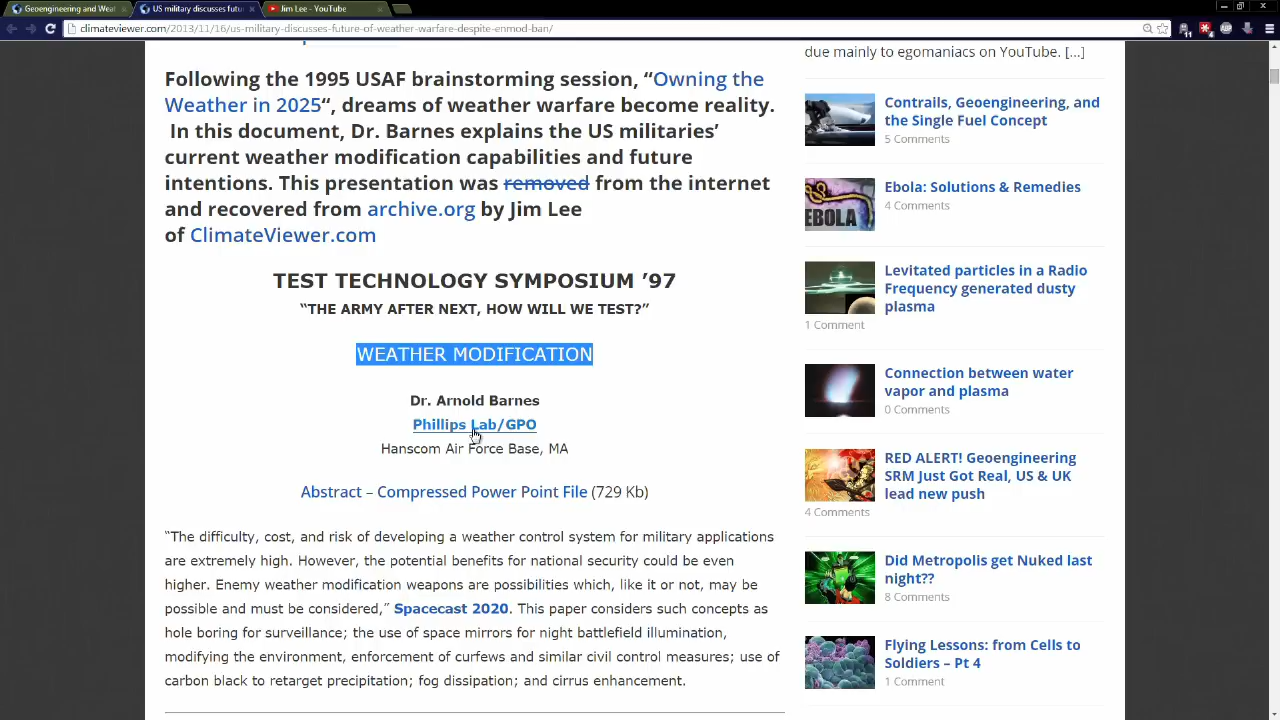 Geoengineering and Weat
US military discusses futu
Jim Lee - YouTube
climateviewer.com/2013/11/16/us-military-discusses-future-of-weather-warfare-despite-enmod-ban/
Following the 1995 USAF brainstorming session, “Owning the
Weather in 2025“, dreams of weather warfare become reality.
In this document, Dr. Barnes explains the US militaries’
current weather modification capabilities and future
intentions. This presentation was removed from the internet
and recovered from archive.org by Jim Lee
of ClimateViewer.com
TEST TECHNOLOGY SYMPOSIUM ’97
“THE ARMY AFTER NEXT, HOW WILL WE TEST?”
WEATHER MODIFICATION
Dr. Arnold Barnes
Phillips Lab/GPO
Hanscom Air Force Base, MA
Abstract – Compressed Power Point File (729 Kb)
“The difficulty, cost, and risk of developing a weather control system for military applications
are extremely high. However, the potential benefits for national security could be even
higher. Enemy weather modification weapons are possibilities which, like it or not, may be
possible and must be considered,” Spacecast 2020. This paper considers such concepts as
hole boring for surveillance; the use of space mirrors for night battlefield illumination,
modifying the environment, enforcement of curfews and similar civil control measures; use of
carbon black to retarget precipitation; fog dissipation; and cirrus enhancement.
due mainly to egomaniacs on YouTube. […]
Contrails, Geoengineering, and
the Single Fuel Concept
5 Comments
Ebola: Solutions & Remedies
4 Comments
EBOLA
Levitated particles in a Radio
Frequency generated dusty
plasma
1 Comment
Connection between water
vapor and plasma
0 Comments
RED ALERT! Geoengineering
SRM Just Got Real, US & UK
lead new push
4 Comments
Did Metropolis get Nuked last
night??
8 Comments
Flying Lessons: from Cells to
Soldiers – Pt 4
1 Comment